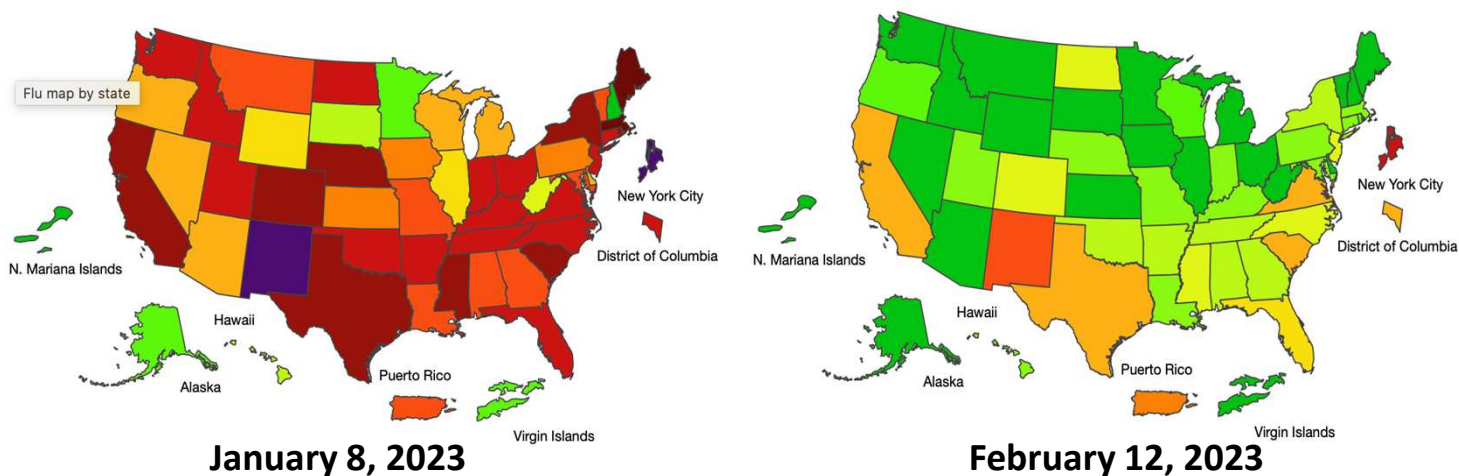 Flu map by state
New York City
District of Columbia
N. Mariana Islands
Hawaii
Alaska
Puerto Rico
Virgin Islands
January 8, 2023
New York City
District of Columbia
N. Mariana Islands
Hawaii
Alaska
Puerto Rico
Virgin Islands
February 12, 2023